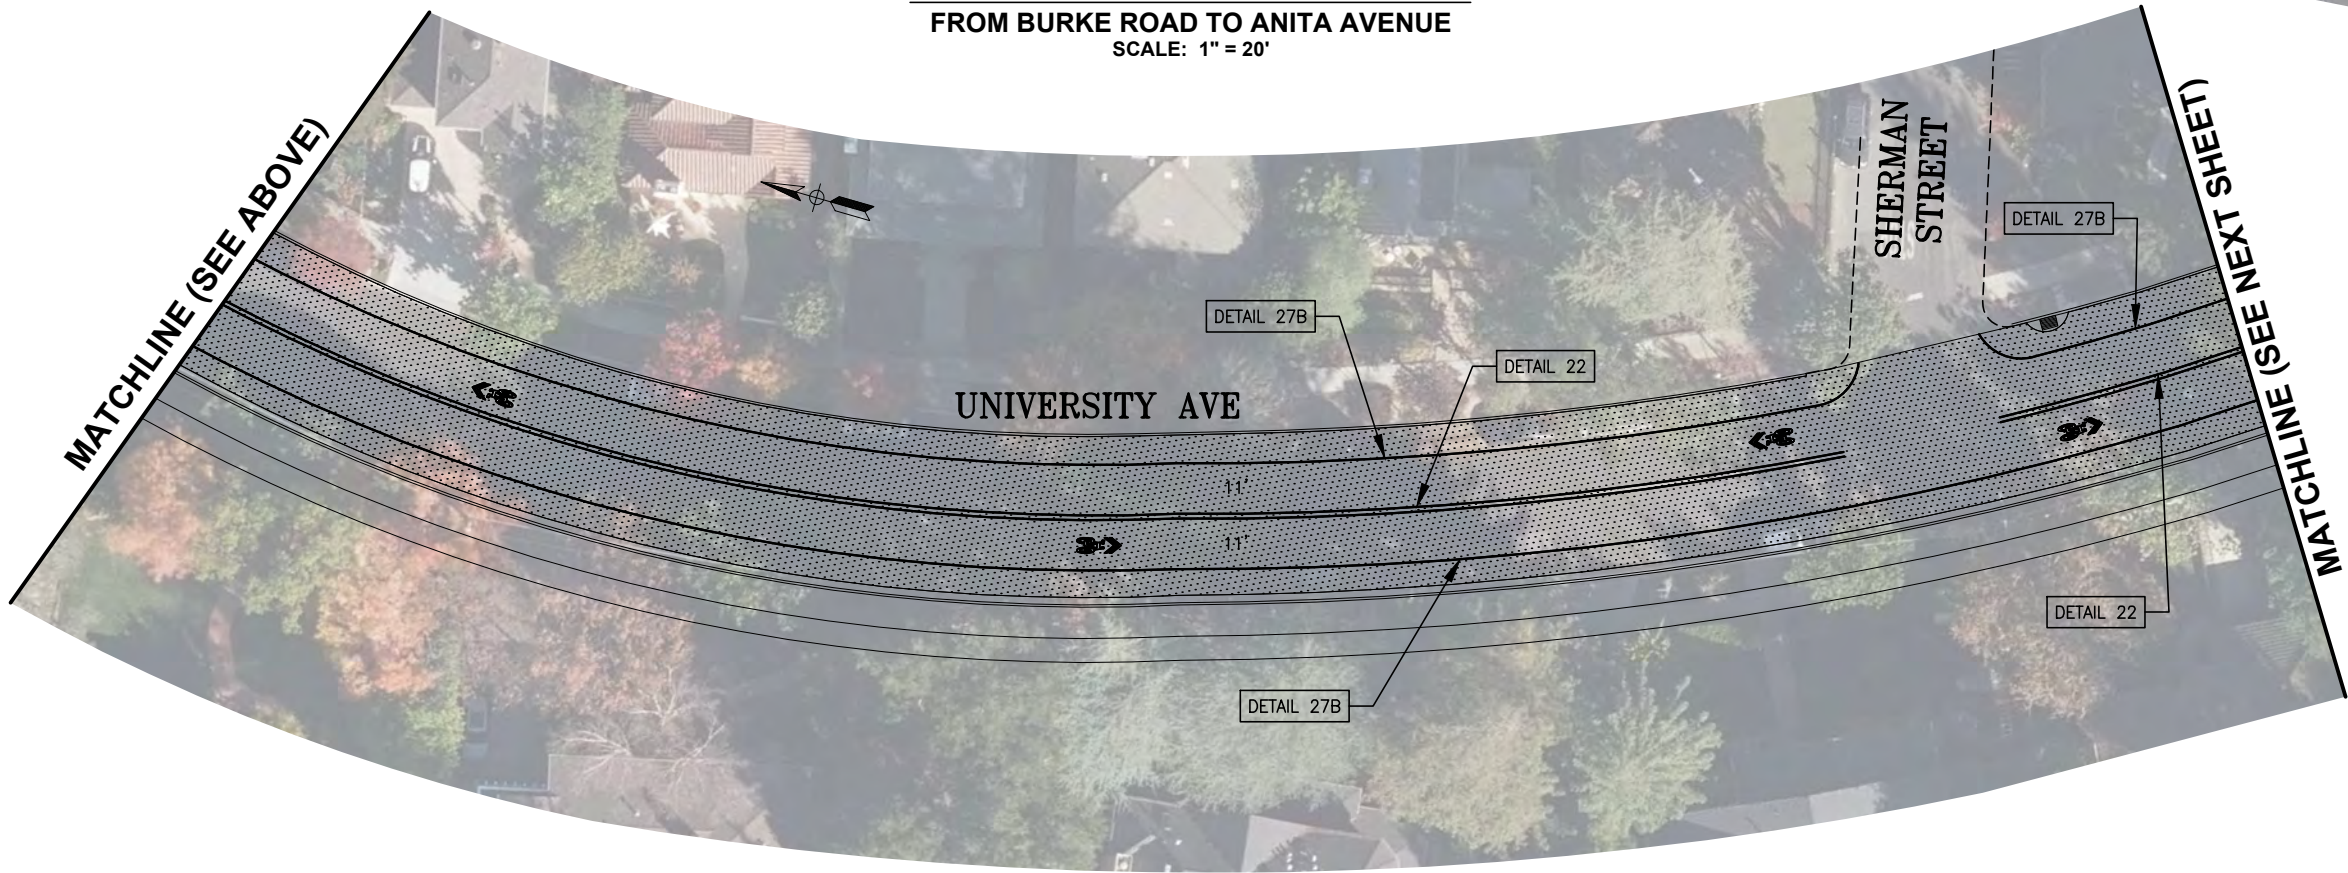 FROM BURKE ROAD TO ANITA AVENUE
SCALE: 1" = 20'
MATCHLINE (SEE ABOVE)
SHERMAN
STREET
DETAIL 27B
MATCHLINE (SEE NEXT SHEET)
DETAIL 27B
DETAIL 22
UNIVERSITY AVE
11'
11'
DETAIL 22
DETAIL 27B